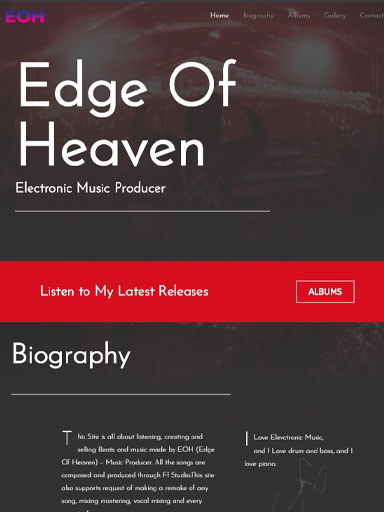 EOH
Home Biography Albums Gallery Contact
Edge Of
Heaven
Electronic Music Producer
Listen to My Latest Releases
ALBUMS
Biography
This Site is all about listening, creating and
selling Beats and music made by EOH (Edge
Of Heaven) - Music Producer. All the songs are
composed and produced through Fl Studio.This site
also supports request of making a remake of any
song, mixing mastering, vocal mixing and every
I Love Elevctronic Music,
and I Love drum and bass, and I
love piano.